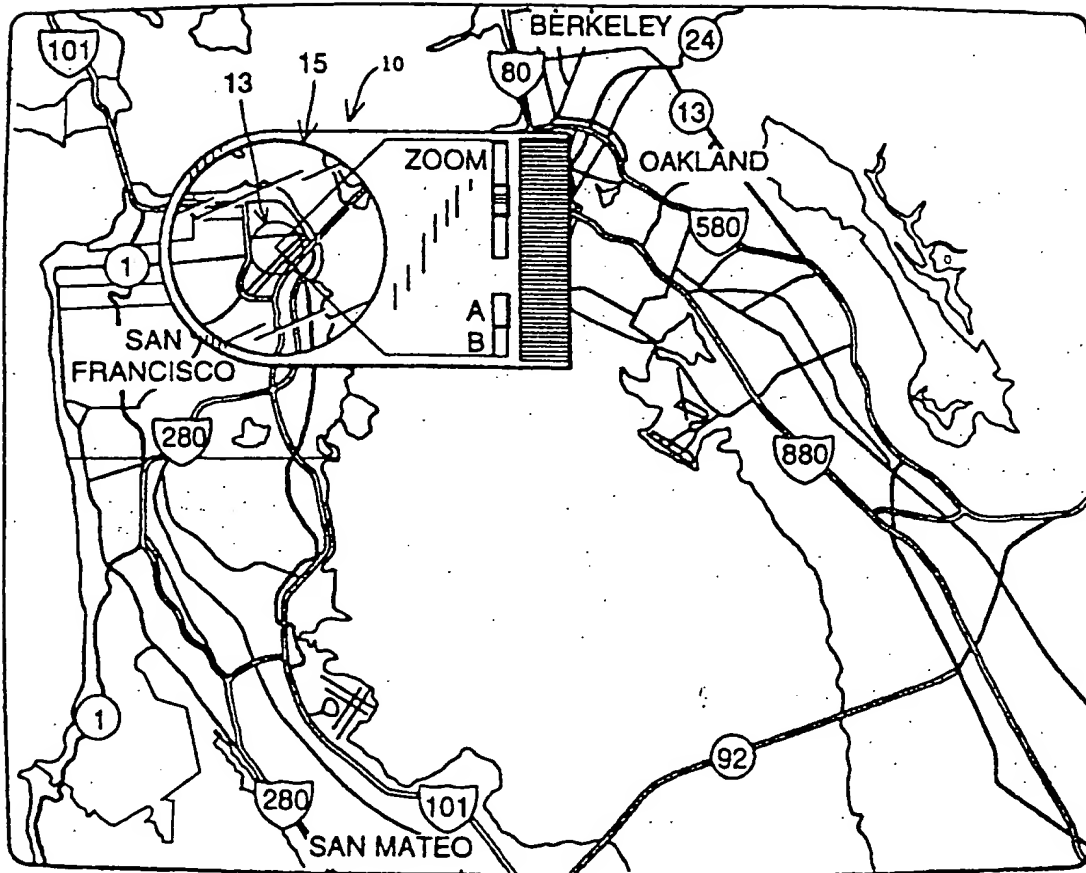 BERKELEY
24
101
15
10
80
13
13
ZOOM
OAKLAND
580
1
A
SAN
B
FRANCISCO
280
880
1
92
280
101
SAN MATEO